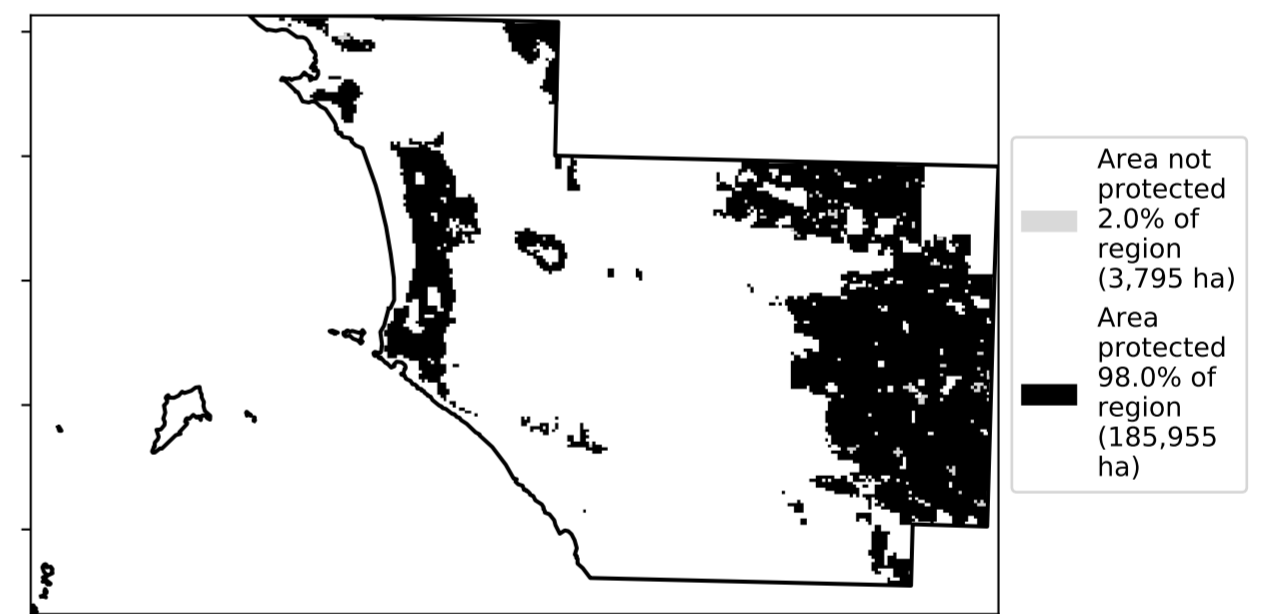 Area not
protected
2.0% of
region
(3,795 ha)
Area
protected
98.0% of
region
(185,955
ha)